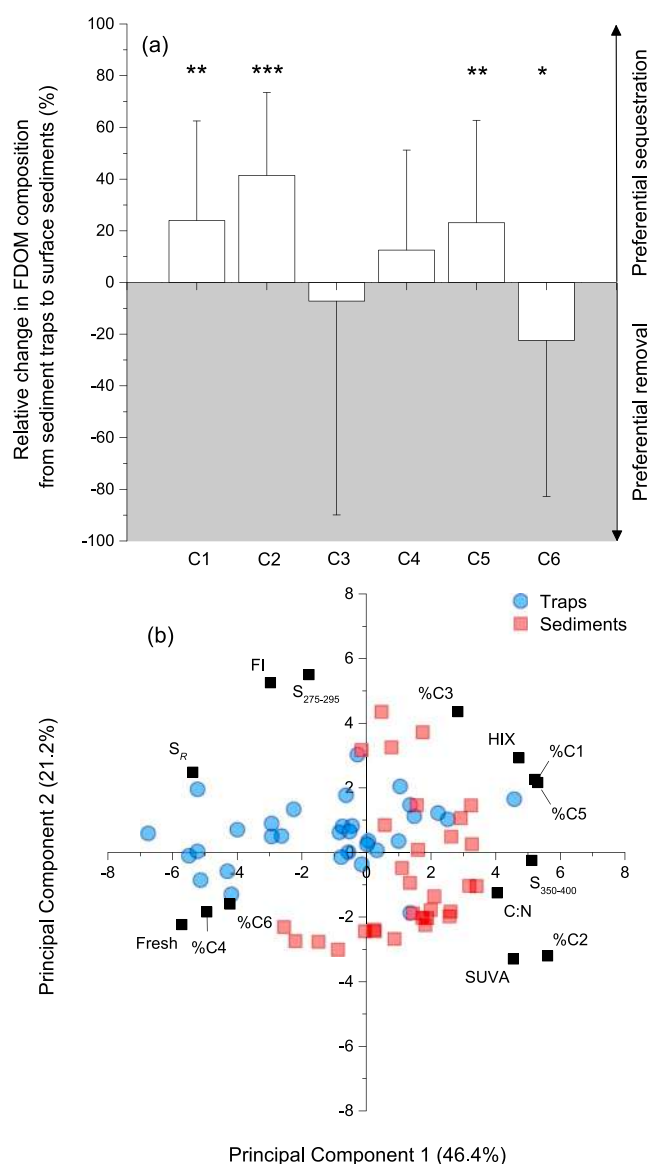 (a)
** *** ** *
100
80
60
40
20
0
-20
-40
-60
-80
-100
Relative change in FDOM composition
from sediment traps to surface sediments (%)
Preferential sequestration
Preferential removal
C1 C2 C3 C4 C5 C6
(b)
Traps
Sediments
8
6
4
2
0
-2
-4
-6
-8
-8 -6 -4 -2 0 2 4 6 8
FI
S275-295
%C3
SR
HIX
%C1
%C5
S350-400
C:N
%C2
SUVA
Fresh
%C4
%C6
Principal Component 2 (21.2%)
Principal Component 1 (46.4%)